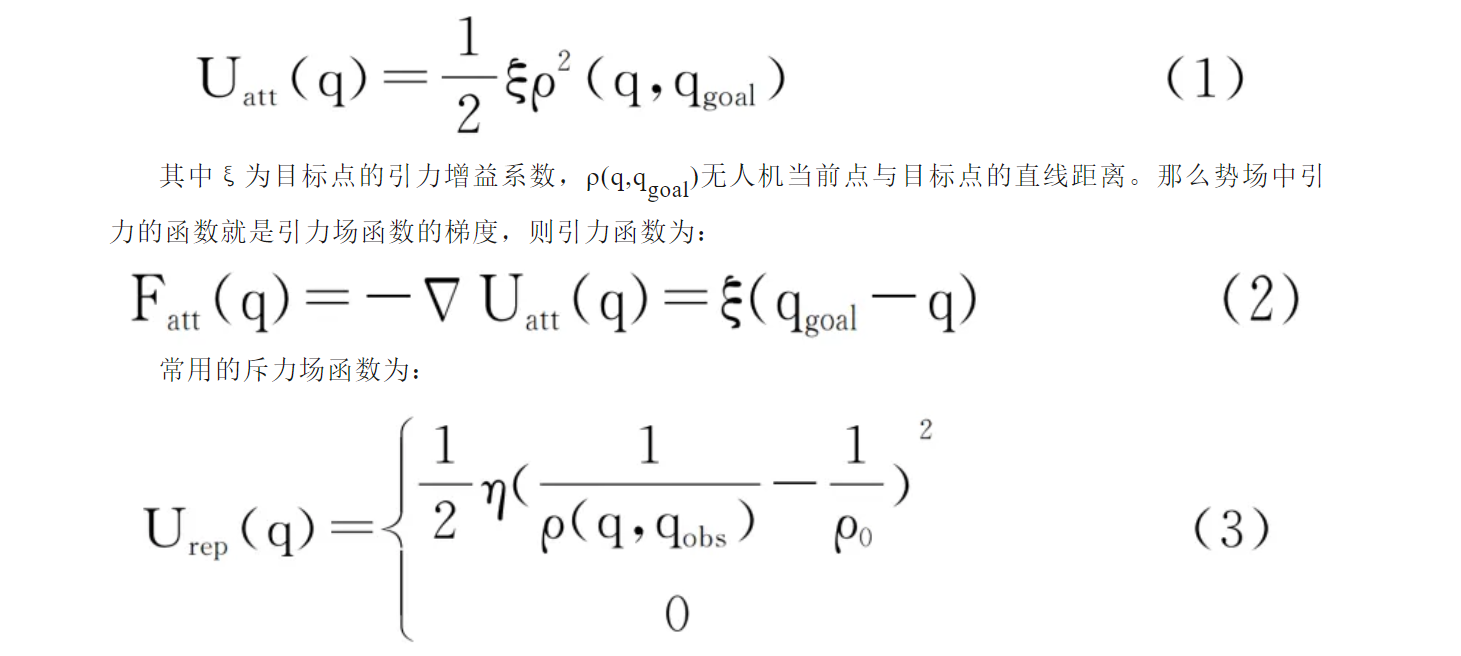 U_att(q)=1/2 ξρ²(q,q_goal) (1)
其中 ξ 为目标点的引力增益系数，ρ(q,q_goal)无人机当前点与目标点的直线距离。那么势场中引
力的函数就是引力场函数的梯度，则引力函数为：
F_att(q)=-∇U_att(q)=ξ(q_goal-q) (2)
常用的斥力场函数为：
U_rep(q)={1/2 η(1/ρ(q,q_obs)-1/ρ₀)² (3)
0